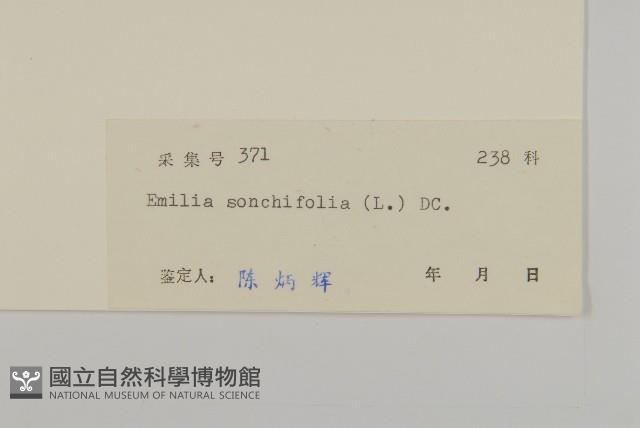 采集号 371 238 科
Emilia sonchifolia (L.) DC.
鉴定人： 陈炳辉 年 月 日
國立自然科學博物館
NATIONAL MUSEUM OF NATURAL SCIENCE